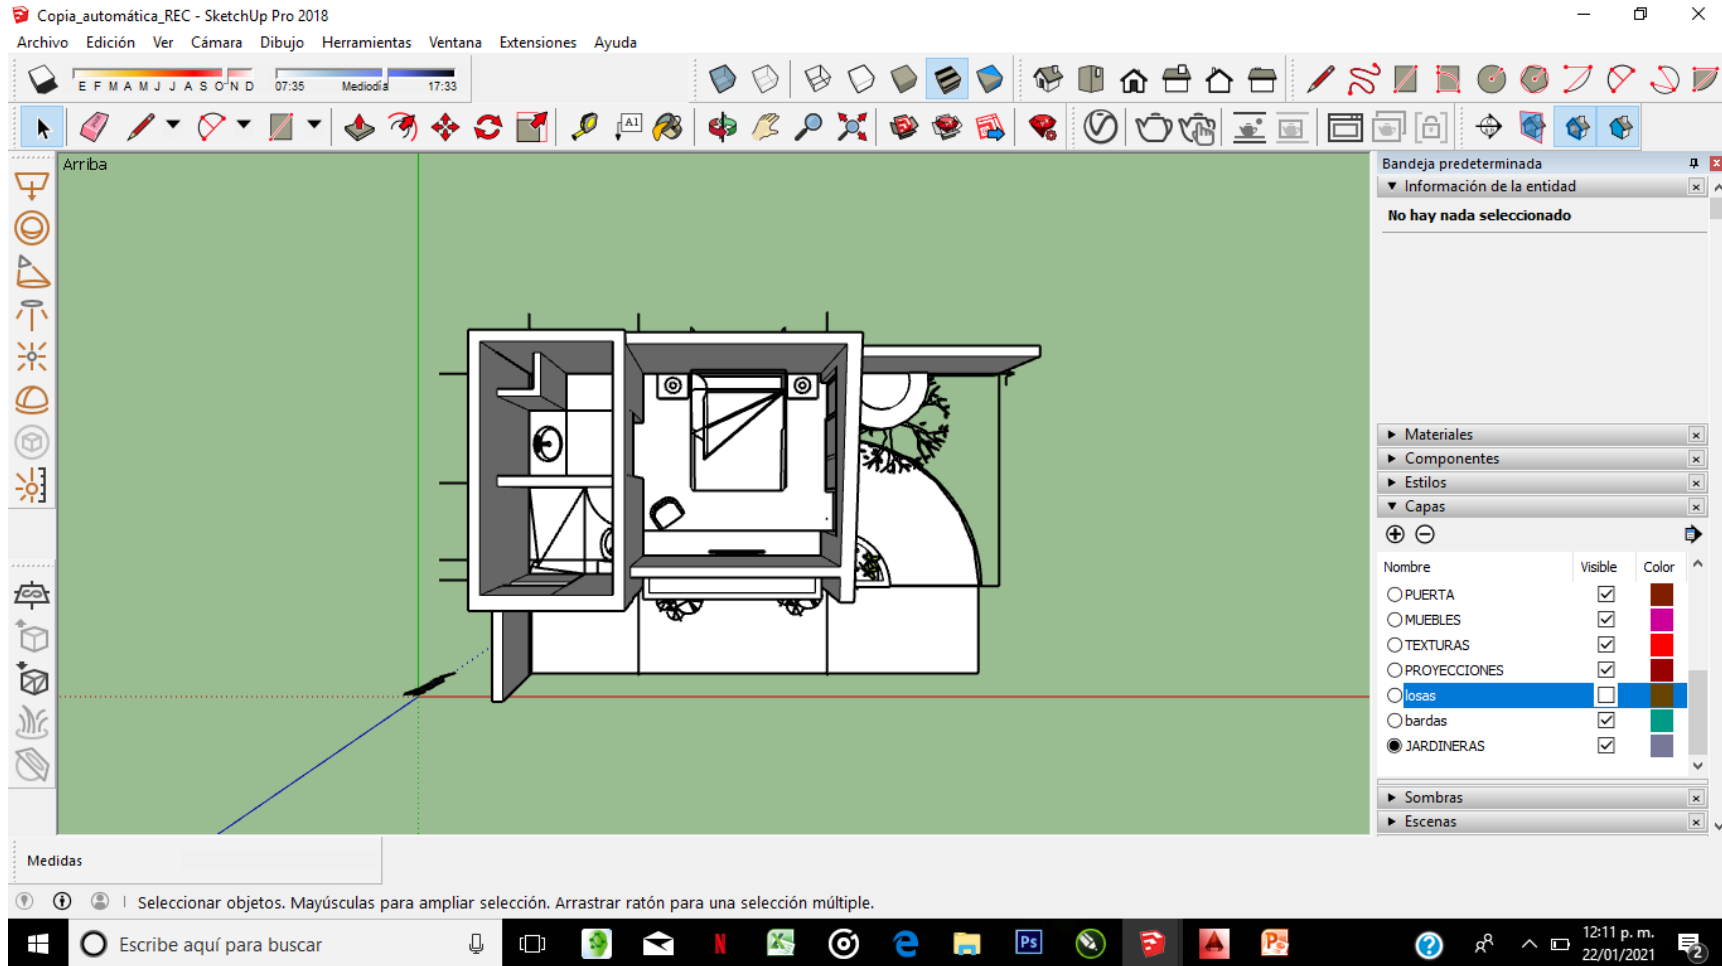 Copia_automática_REC - SketchUp Pro 2018
Archivo Edición Ver Cámara Dibujo Herramientas Ventana Extensiones Ayuda
E F M A M J J A S O N D 07:35 Mediodía 17:33
A1
Arriba
Bandeja predeterminada
Información de la entidad
No hay nada seleccionado
Materiales
Componentes
Estilos
Capas
Nombre Visible Color
PUERTA
MUEBLES
TEXTURAS
PROYECCIONES
losas
bardas
JARDINERAS
Sombras
Escenas
Medidas
Seleccionar objetos. Mayúsculas para ampliar selección. Arrastrar ratón para una selección múltiple.
Escribe aquí para buscar
N
Ps
12:11 p. m.
22/01/2021
2